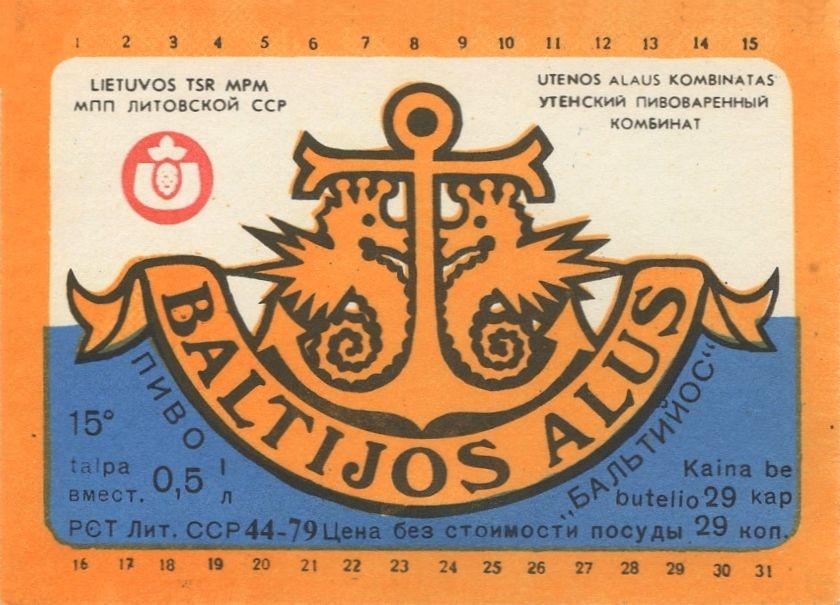 1 2 3 4 5 6 7 8 9 10 11 12 13 14 15
LIETUVOS TSR MPM
МПП ЛИТОВСКОЙ ССР
UTENOS ALAUS KOMBINATAS
УТЕНСКИЙ ПИВОВАРЕННЫЙ
КОМБИНАТ
BALTIJOS ALUS
ПИВО „БАЛЬТИЙОС“
15°
talpa 0,5 l
вмест. л
Kaina be
butelio 29 kap
РСТ Лит. ССР 44-79 Цена без стоимости посуды 29 коп.
16 17 18 19 20 21 22 23 24 25 26 27 28 29 30 31